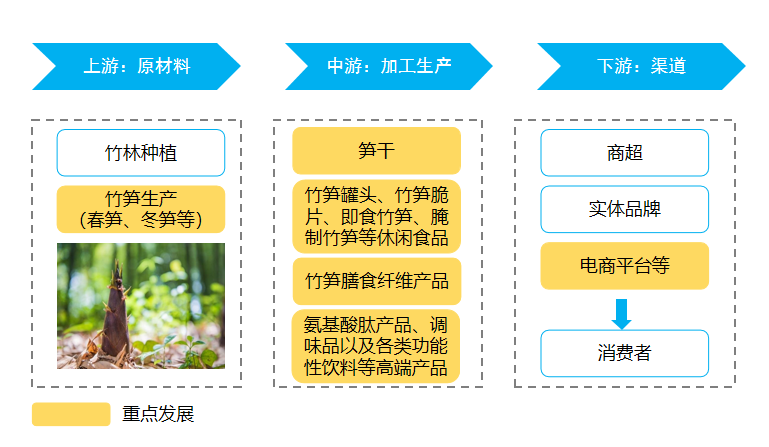 上游：原材料
中游：加工生产
下游：渠道
竹林种植
竹笋生产
（春笋、冬笋等）
笋干
竹笋罐头、竹笋脆
片、即食竹笋、腌
制竹笋等休闲食品
竹笋膳食纤维产品
氨基酸肽产品、调
味品以及各类功能
性饮料等高端产品
商超
实体品牌
电商平台等
消费者
重点发展